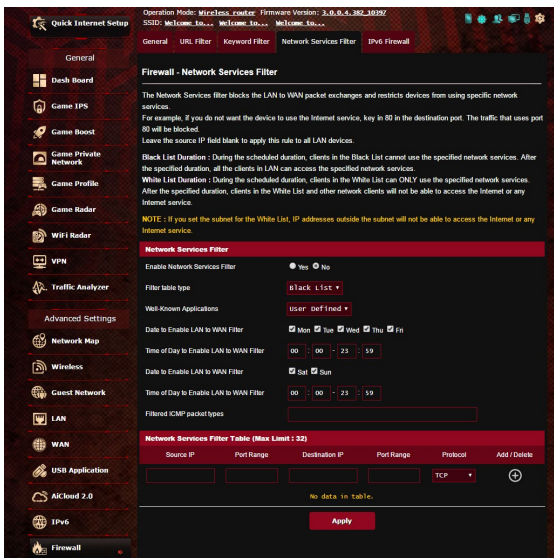 Quick Internet Setup
Operation Mode: Wireless router Firmware Version: 3.0.0.4.382_10397
SSID: Welcome to... Welcome to... Welcome to...
General URL Filter Keyword Filter Network Services Filter IPv6 Firewall
General
Dash Board
Game IPS
Game Boost
Game Private
Network
Game Profile
Game Radar
WiFi Radar
VPN
Traffic Analyzer
Advanced Settings
Network Map
Wireless
Guest Network
LAN
WAN
USB Application
AiCloud 2.0
IPv6
Firewall
Firewall - Network Services Filter
The Network Services filter blocks the LAN to WAN packet exchanges and restricts devices from using specific network
services.
For example, if you do not want the device to use the Internet service, key in 80 in the destination port. The traffic that uses port
80 will be blocked.
Leave the source IP field blank to apply this rule to all LAN devices.
Black List Duration : During the scheduled duration, clients in the Black List cannot use the specified network services. After
the specified duration, all the clients in LAN can access the specified network services.
White List Duration : During the scheduled duration, clients in the White List can ONLY use the specified network services.
After the specified duration, clients in the White List and other network clients will not be able to access the Internet or any
Internet service.
NOTE : If you set the subnet for the White List, IP addresses outside the subnet will not be able to access the Internet or any
Internet service.
Network Services Filter
Enable Network Services Filter Yes No
Filter table type Black List
Well-Known Applications User Defined
Date to Enable LAN to WAN Filter Mon Tue Wed Thu Fri
Time of Day to Enable LAN to WAN Filter 00 : 00 - 23 : 59
Date to Enable LAN to WAN Filter Sat Sun
Time of Day to Enable LAN to WAN Filter 00 : 00 - 23 : 59
Filtered ICMP packet types
Network Services Filter Table (Max Limit : 32)
Source IP Port Range Destination IP Port Range Protocol Add / Delete
TCP
No data in table.
Apply